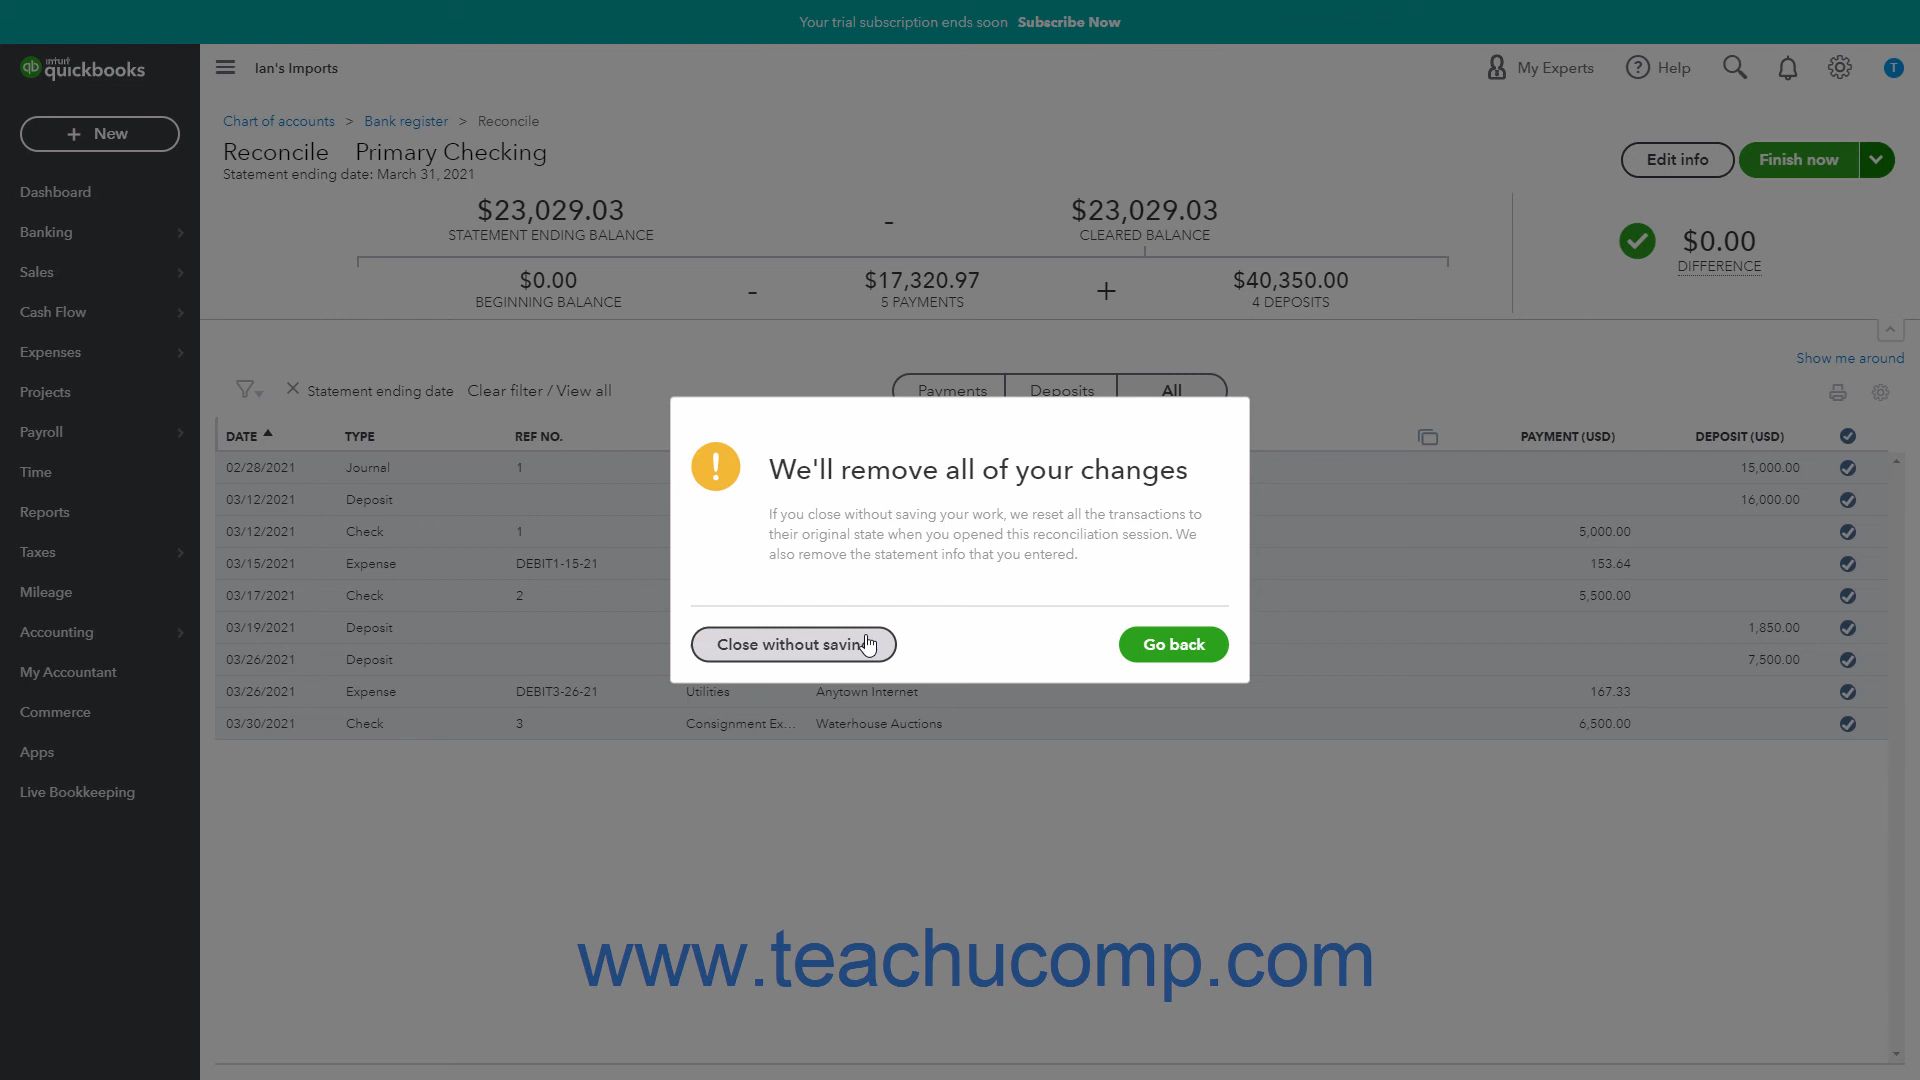 Your trial subscription ends soon Subscribe Now
intuit quickbooks
Ian's Imports
My Experts
Help
T
+ New
Dashboard
Banking
Sales
Cash Flow
Expenses
Projects
Payroll
Time
Reports
Taxes
Mileage
Accounting
My Accountant
Commerce
Apps
Live Bookkeeping
Chart of accounts > Bank register > Reconcile
Reconcile Primary Checking
Statement ending date: March 31, 2021
Edit info
Finish now
$23,029.03 - $23,029.03
STATEMENT ENDING BALANCE CLEARED BALANCE
$0.00 - $17,320.97 + $40,350.00
BEGINNING BALANCE 5 PAYMENTS 4 DEPOSITS
$0.00
DIFFERENCE
Show me around
Statement ending date Clear filter / View all
Payments Deposits All
DATE TYPE REF NO. PAYMENT (USD) DEPOSIT (USD)
02/28/2021 Journal 1 15,000.00
03/12/2021 Deposit 16,000.00
03/12/2021 Check 1 5,000.00
03/15/2021 Expense DEBIT1-15-21 153.64
03/17/2021 Check 2 5,500.00
03/19/2021 Deposit 1,850.00
03/26/2021 Deposit 7,500.00
03/26/2021 Expense DEBIT3-26-21 Utilities Anytown Internet 167.33
03/30/2021 Check 3 Consignment Ex... Waterhouse Auctions 6,500.00
We'll remove all of your changes
If you close without saving your work, we reset all the transactions to
their original state when you opened this reconciliation session. We
also remove the statement info that you entered.
Close without saving
Go back
www.teachucomp.com